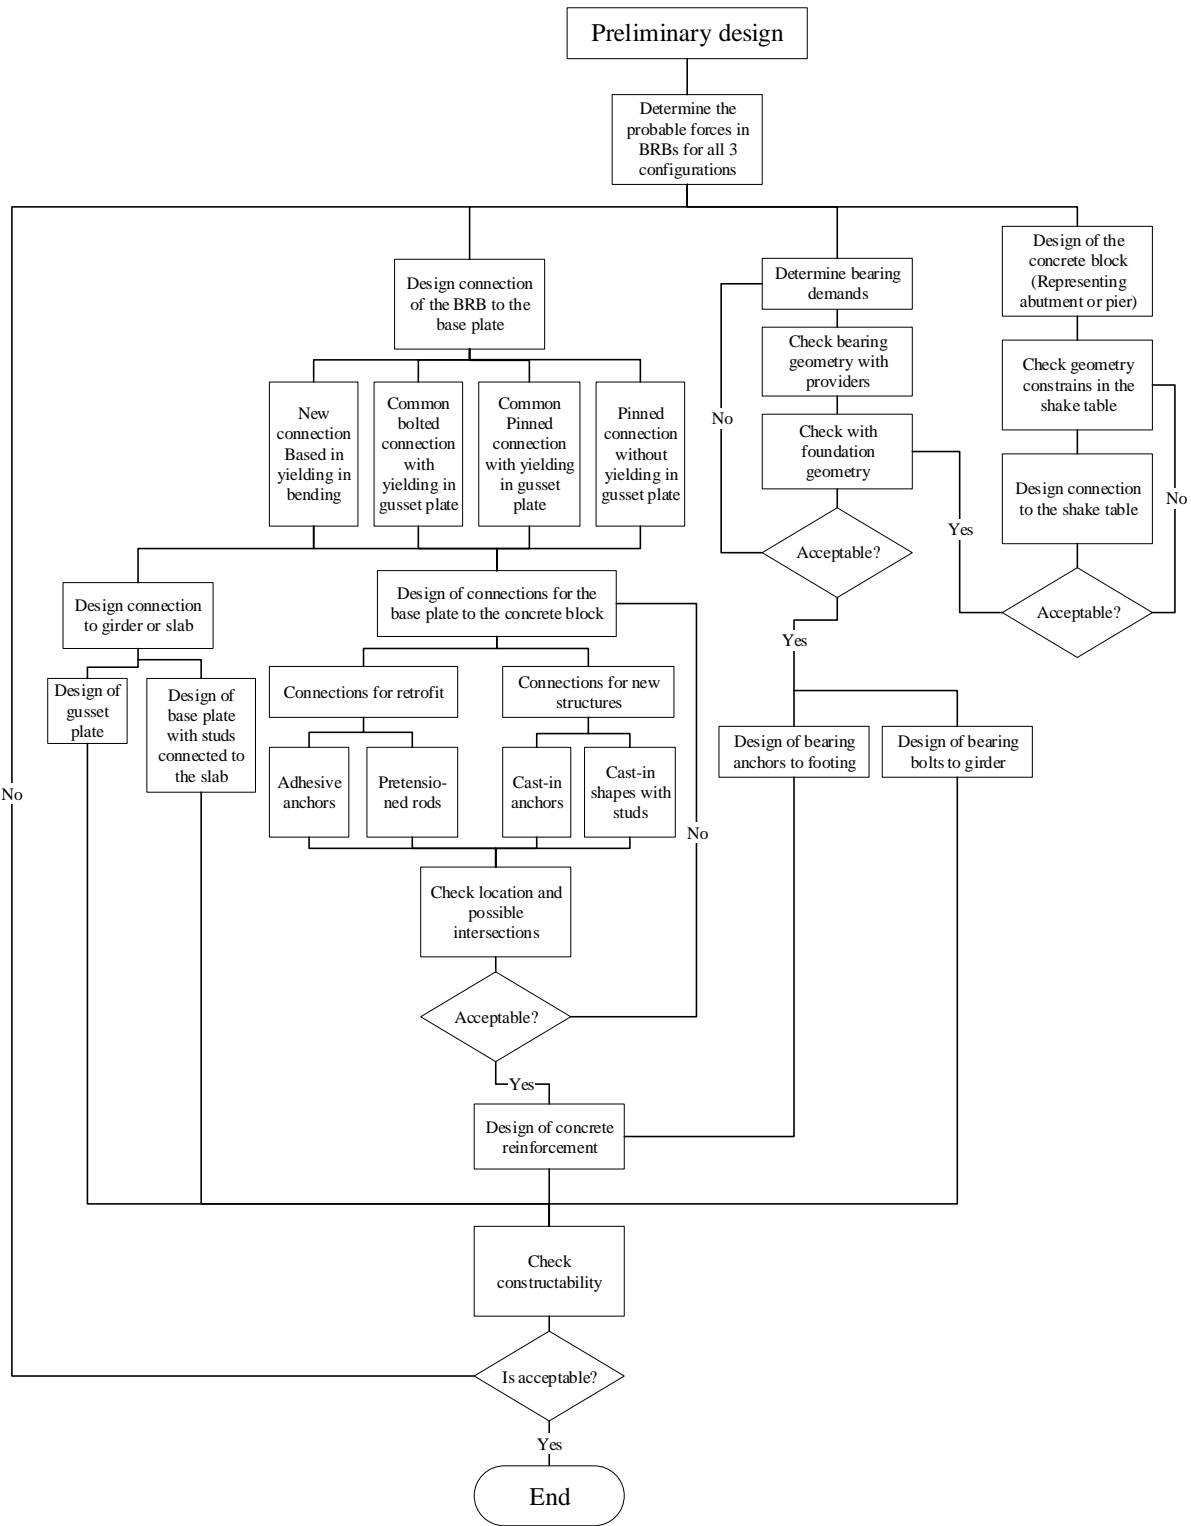 Preliminary design
Determine the
probable forces in
BRBs for all 3
configurations
Design connection
of the BRB to the
base plate
Determine bearing
demands
Design of the
concrete block
(Representing
abutment or pier)
Check bearing
geometry with
providers
Check geometry
constrains in the
shake table
New
connection
Based in
yielding in
bending
Common
bolted
connection
with
yielding in
gusset plate
Common
Pinned
connection
with yielding
in gusset
plate
Pinned
connection
without
yielding in
gusset plate
No
Check with
foundation
geometry
Design connection
to the shake table
No
Yes
Acceptable?
Acceptable?
Design connection
to girder or slab
Design of connections for the
base plate to the concrete block
Yes
Design of
gusset
plate
Design of
base plate
with studs
connected to
the slab
Connections for retrofit
Connections for new
structures
Design of bearing
anchors to footing
Design of bearing
bolts to girder
Adhesive
anchors
Pretensio-
ned rods
Cast-in
anchors
Cast-in
shapes with
studs
No
No
Check location and
possible
intersections
Acceptable?
Yes
Design of concrete
reinforcement
Check
constructability
Is acceptable?
Yes
End